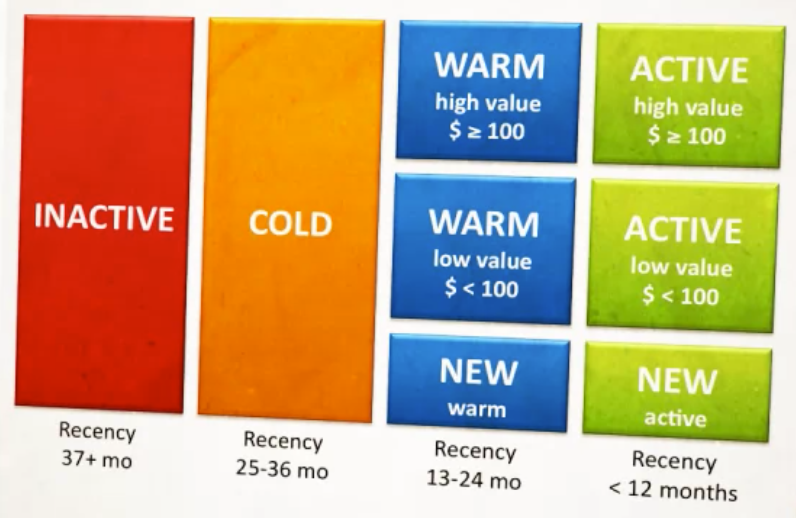 INACTIVE
COLD
WARM
high value
$ ≥ 100
WARM
low value
$ < 100
NEW
warm
ACTIVE
high value
$ ≥ 100
ACTIVE
low value
$ < 100
NEW
active
Recency
37+ mo
Recency
25-36 mo
Recency
13-24 mo
Recency
< 12 months